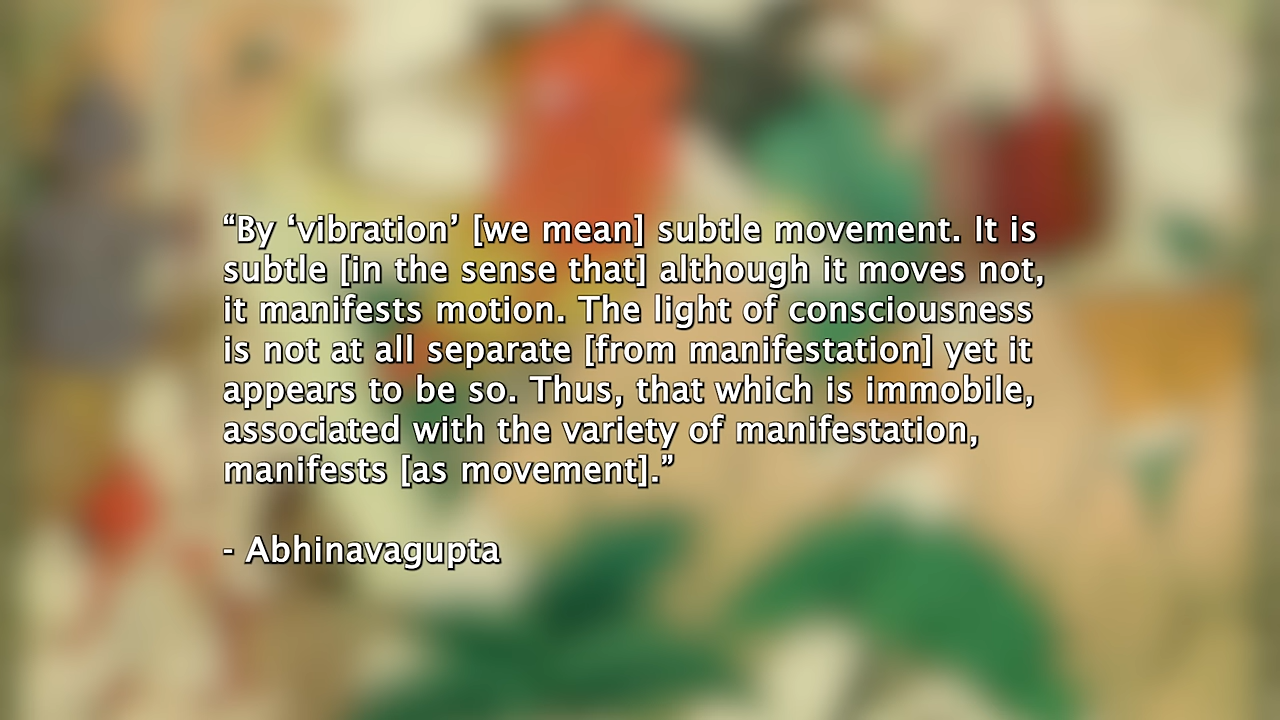 “By ‘vibration’ [we mean] subtle movement. It is
subtle [in the sense that] although it moves not,
it manifests motion. The light of consciousness
is not at all separate [from manifestation] yet it
appears to be so. Thus, that which is immobile,
associated with the variety of manifestation,
manifests [as movement].”
- Abhinavagupta